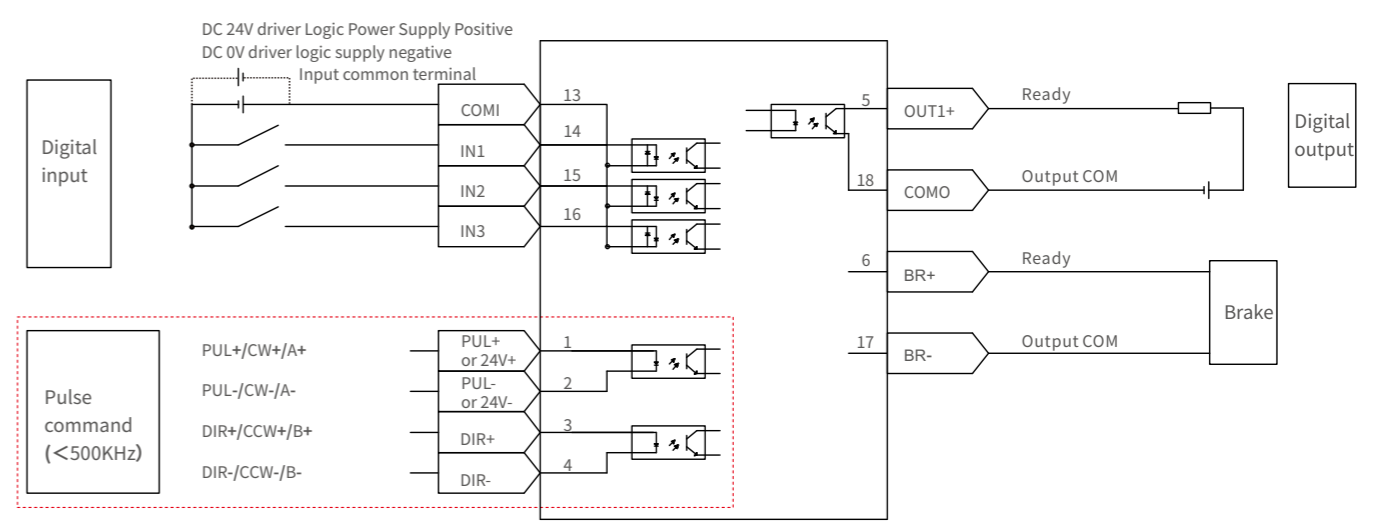 DC 24V driver Logic Power Supply Positive
DC 0V driver logic supply negative
Input common terminal
Digital
input
COMI
13
IN1
14
IN2
15
IN3
16
5
OUT1+
Ready
18
COMO
Output COM
Digital
output
6
BR+
Ready
17
BR-
Output COM
Brake
Pulse
command
(<500KHz)
PUL+/CW+/A+
PUL-/CW-/A-
DIR+/CCW+/B+
DIR-/CCW-/B-
PUL+
or 24V+
1
PUL-
or 24V-
2
DIR+
3
DIR-
4